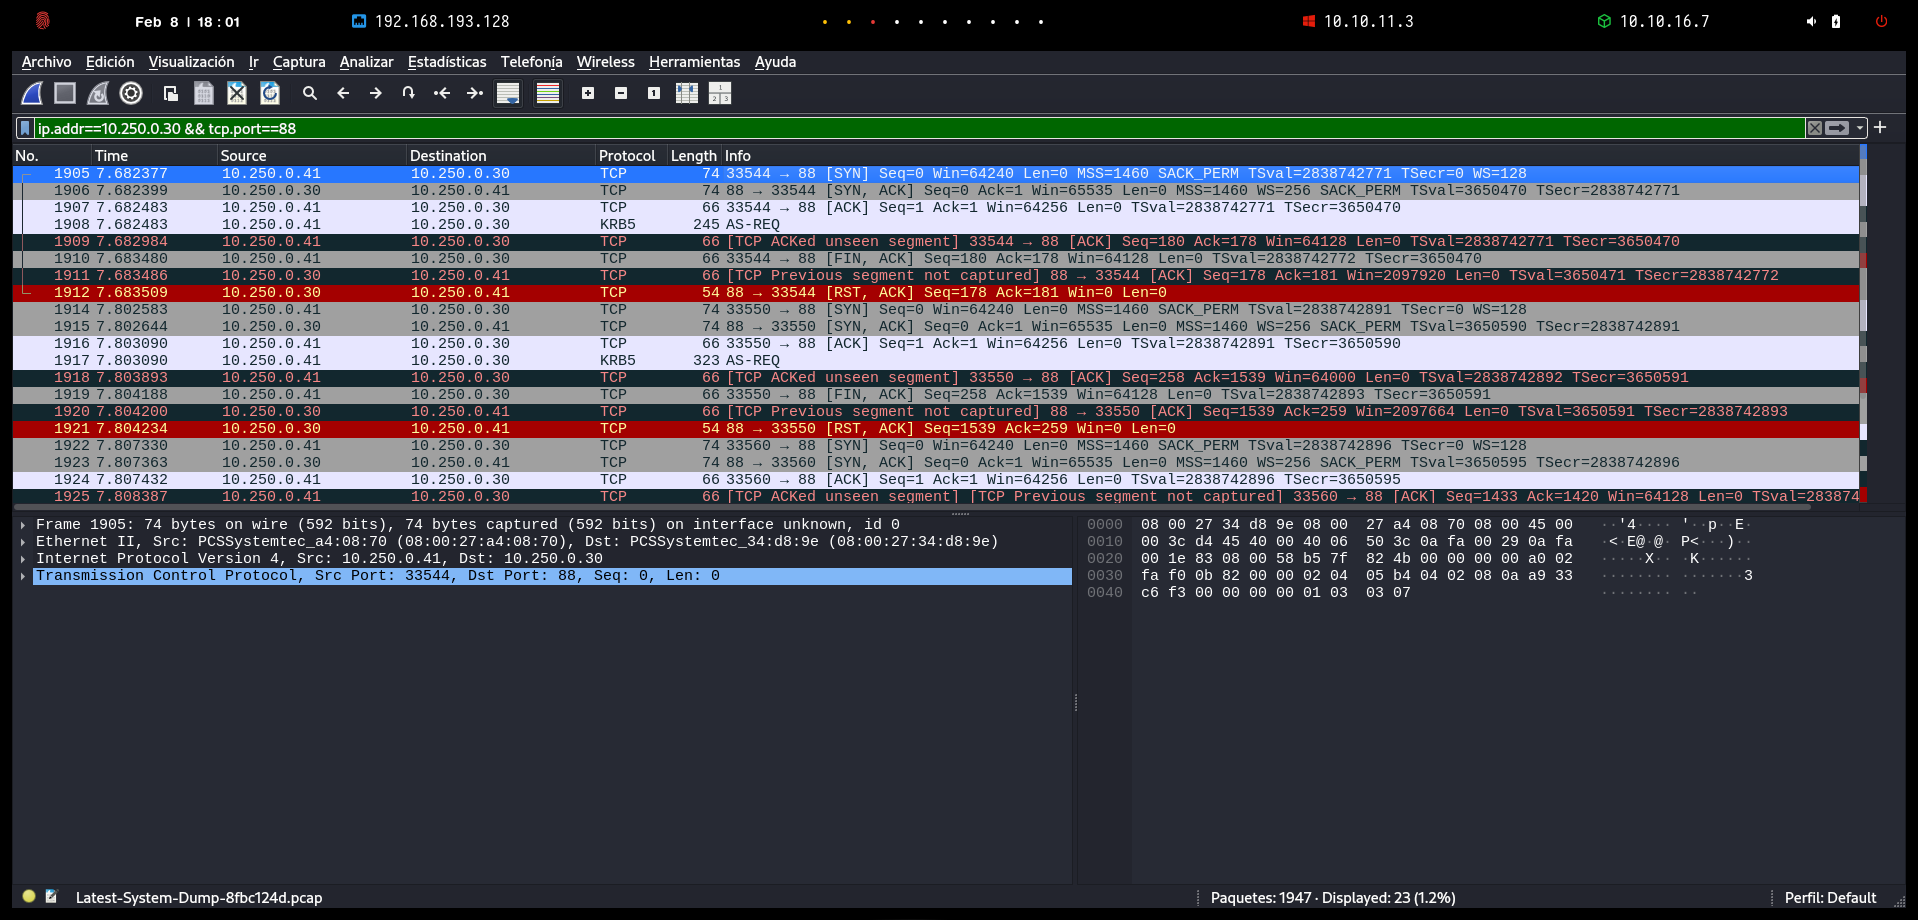 Feb 8 | 18:01
192.168.193.128
10.10.11.3
10.10.16.7
Archivo Edición Visualización Ir Captura Analizar Estadísticas Telefonía Wireless Herramientas Ayuda
ip.addr==10.250.0.30 && tcp.port==88
No. Time Source Destination Protocol Length Info
1905 7.682377 10.250.0.41 10.250.0.30 TCP 74 33544 → 88 [SYN] Seq=0 Win=64240 Len=0 MSS=1460 SACK_PERM TSval=2838742771 TSecr=0 WS=128
1906 7.682399 10.250.0.30 10.250.0.41 TCP 74 88 → 33544 [SYN, ACK] Seq=0 Ack=1 Win=65535 Len=0 MSS=1460 WS=256 SACK_PERM TSval=3650470 TSecr=2838742771
1907 7.682483 10.250.0.41 10.250.0.30 TCP 66 33544 → 88 [ACK] Seq=1 Ack=1 Win=64256 Len=0 TSval=2838742771 TSecr=3650470
1908 7.682483 10.250.0.41 10.250.0.30 KRB5 245 AS-REQ
1909 7.682984 10.250.0.41 10.250.0.30 TCP 66 [TCP ACKed unseen segment] 33544 → 88 [ACK] Seq=180 Ack=178 Win=64128 Len=0 TSval=2838742771 TSecr=3650470
1910 7.683480 10.250.0.41 10.250.0.30 TCP 66 33544 → 88 [FIN, ACK] Seq=180 Ack=178 Win=64128 Len=0 TSval=2838742772 TSecr=3650470
1911 7.683486 10.250.0.30 10.250.0.41 TCP 66 [TCP Previous segment not captured] 88 → 33544 [ACK] Seq=178 Ack=181 Win=2097920 Len=0 TSval=3650471 TSecr=2838742772
1912 7.683509 10.250.0.30 10.250.0.41 TCP 54 88 → 33544 [RST, ACK] Seq=178 Ack=181 Win=0 Len=0
1914 7.802583 10.250.0.41 10.250.0.30 TCP 74 33550 → 88 [SYN] Seq=0 Win=64240 Len=0 MSS=1460 SACK_PERM TSval=2838742891 TSecr=0 WS=128
1915 7.802644 10.250.0.30 10.250.0.41 TCP 74 88 → 33550 [SYN, ACK] Seq=0 Ack=1 Win=65535 Len=0 MSS=1460 WS=256 SACK_PERM TSval=3650590 TSecr=2838742891
1916 7.803090 10.250.0.41 10.250.0.30 TCP 66 33550 → 88 [ACK] Seq=1 Ack=1 Win=64256 Len=0 TSval=2838742891 TSecr=3650590
1917 7.803090 10.250.0.41 10.250.0.30 KRB5 323 AS-REQ
1918 7.803893 10.250.0.41 10.250.0.30 TCP 66 [TCP ACKed unseen segment] 33550 → 88 [ACK] Seq=258 Ack=1539 Win=64000 Len=0 TSval=2838742892 TSecr=3650591
1919 7.804188 10.250.0.41 10.250.0.30 TCP 66 33550 → 88 [FIN, ACK] Seq=258 Ack=1539 Win=64128 Len=0 TSval=2838742893 TSecr=3650591
1920 7.804200 10.250.0.30 10.250.0.41 TCP 66 [TCP Previous segment not captured] 88 → 33550 [ACK] Seq=1539 Ack=259 Win=2097664 Len=0 TSval=3650591 TSecr=2838742893
1921 7.804234 10.250.0.30 10.250.0.41 TCP 54 88 → 33550 [RST, ACK] Seq=1539 Ack=259 Win=0 Len=0
1922 7.807330 10.250.0.41 10.250.0.30 TCP 74 33560 → 88 [SYN] Seq=0 Win=64240 Len=0 MSS=1460 SACK_PERM TSval=2838742896 TSecr=0 WS=128
1923 7.807363 10.250.0.30 10.250.0.41 TCP 74 88 → 33560 [SYN, ACK] Seq=0 Ack=1 Win=65535 Len=0 MSS=1460 WS=256 SACK_PERM TSval=3650595 TSecr=2838742896
1924 7.807432 10.250.0.41 10.250.0.30 TCP 66 33560 → 88 [ACK] Seq=1 Ack=1 Win=64256 Len=0 TSval=2838742896 TSecr=3650595
1925 7.808387 10.250.0.41 10.250.0.30 TCP 66 [TCP ACKed unseen segment] [TCP Previous segment not captured] 33560 → 88 [ACK] Seq=1433 Ack=1420 Win=64128 Len=0 TSval=28374
Frame 1905: 74 bytes on wire (592 bits), 74 bytes captured (592 bits) on interface unknown, id 0
Ethernet II, Src: PCSSystemtec_a4:08:70 (08:00:27:a4:08:70), Dst: PCSSystemtec_34:d8:9e (08:00:27:34:d8:9e)
Internet Protocol Version 4, Src: 10.250.0.41, Dst: 10.250.0.30
Transmission Control Protocol, Src Port: 33544, Dst Port: 88, Seq: 0, Len: 0
0000 08 00 27 34 d8 9e 08 00 27 a4 08 70 08 00 45 00 ··'4···· '··p··E·
0010 00 3c d4 45 40 00 40 06 50 3c 0a fa 00 29 0a fa ·<·E@·@· P<···)··
0020 00 1e 83 08 00 58 b5 7f 82 4b 00 00 00 00 a0 02 ·····X·· ·K······
0030 fa f0 0b 82 00 00 02 04 05 b4 04 02 08 0a a9 33 ········ ·······3
0040 c6 f3 00 00 00 00 01 03 03 07 ········ ··
Latest-System-Dump-8fbc124d.pcap
Paquetes: 1947 · Displayed: 23 (1.2%)
Perfil: Default